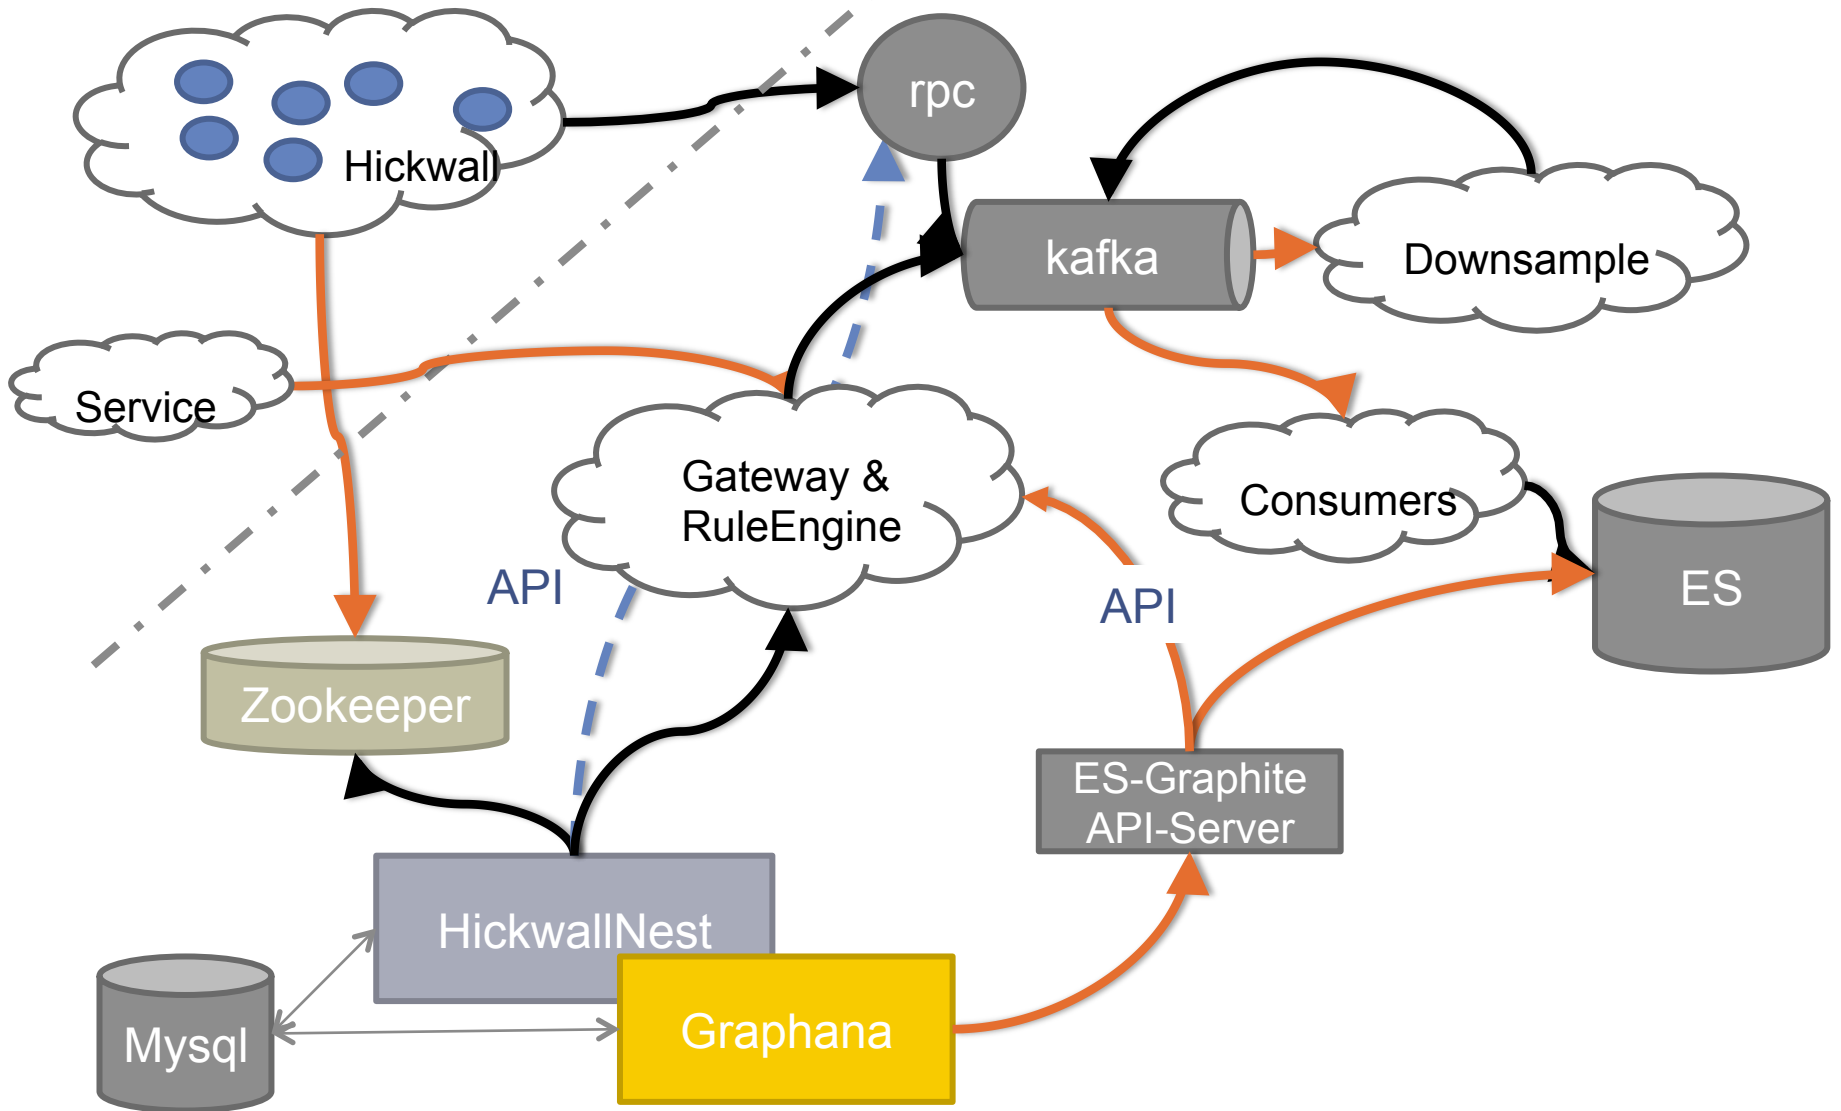 rpc
Hickwall
kafka
Downsample
Service
Gateway &
RuleEngine
Consumers
API
API
ES
Zookeeper
ES-Graphite
API-Server
HickwallNest
Graphana
Mysql